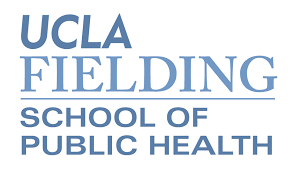 UCLA
FIELDING
SCHOOL OF
PUBLIC HEALTH